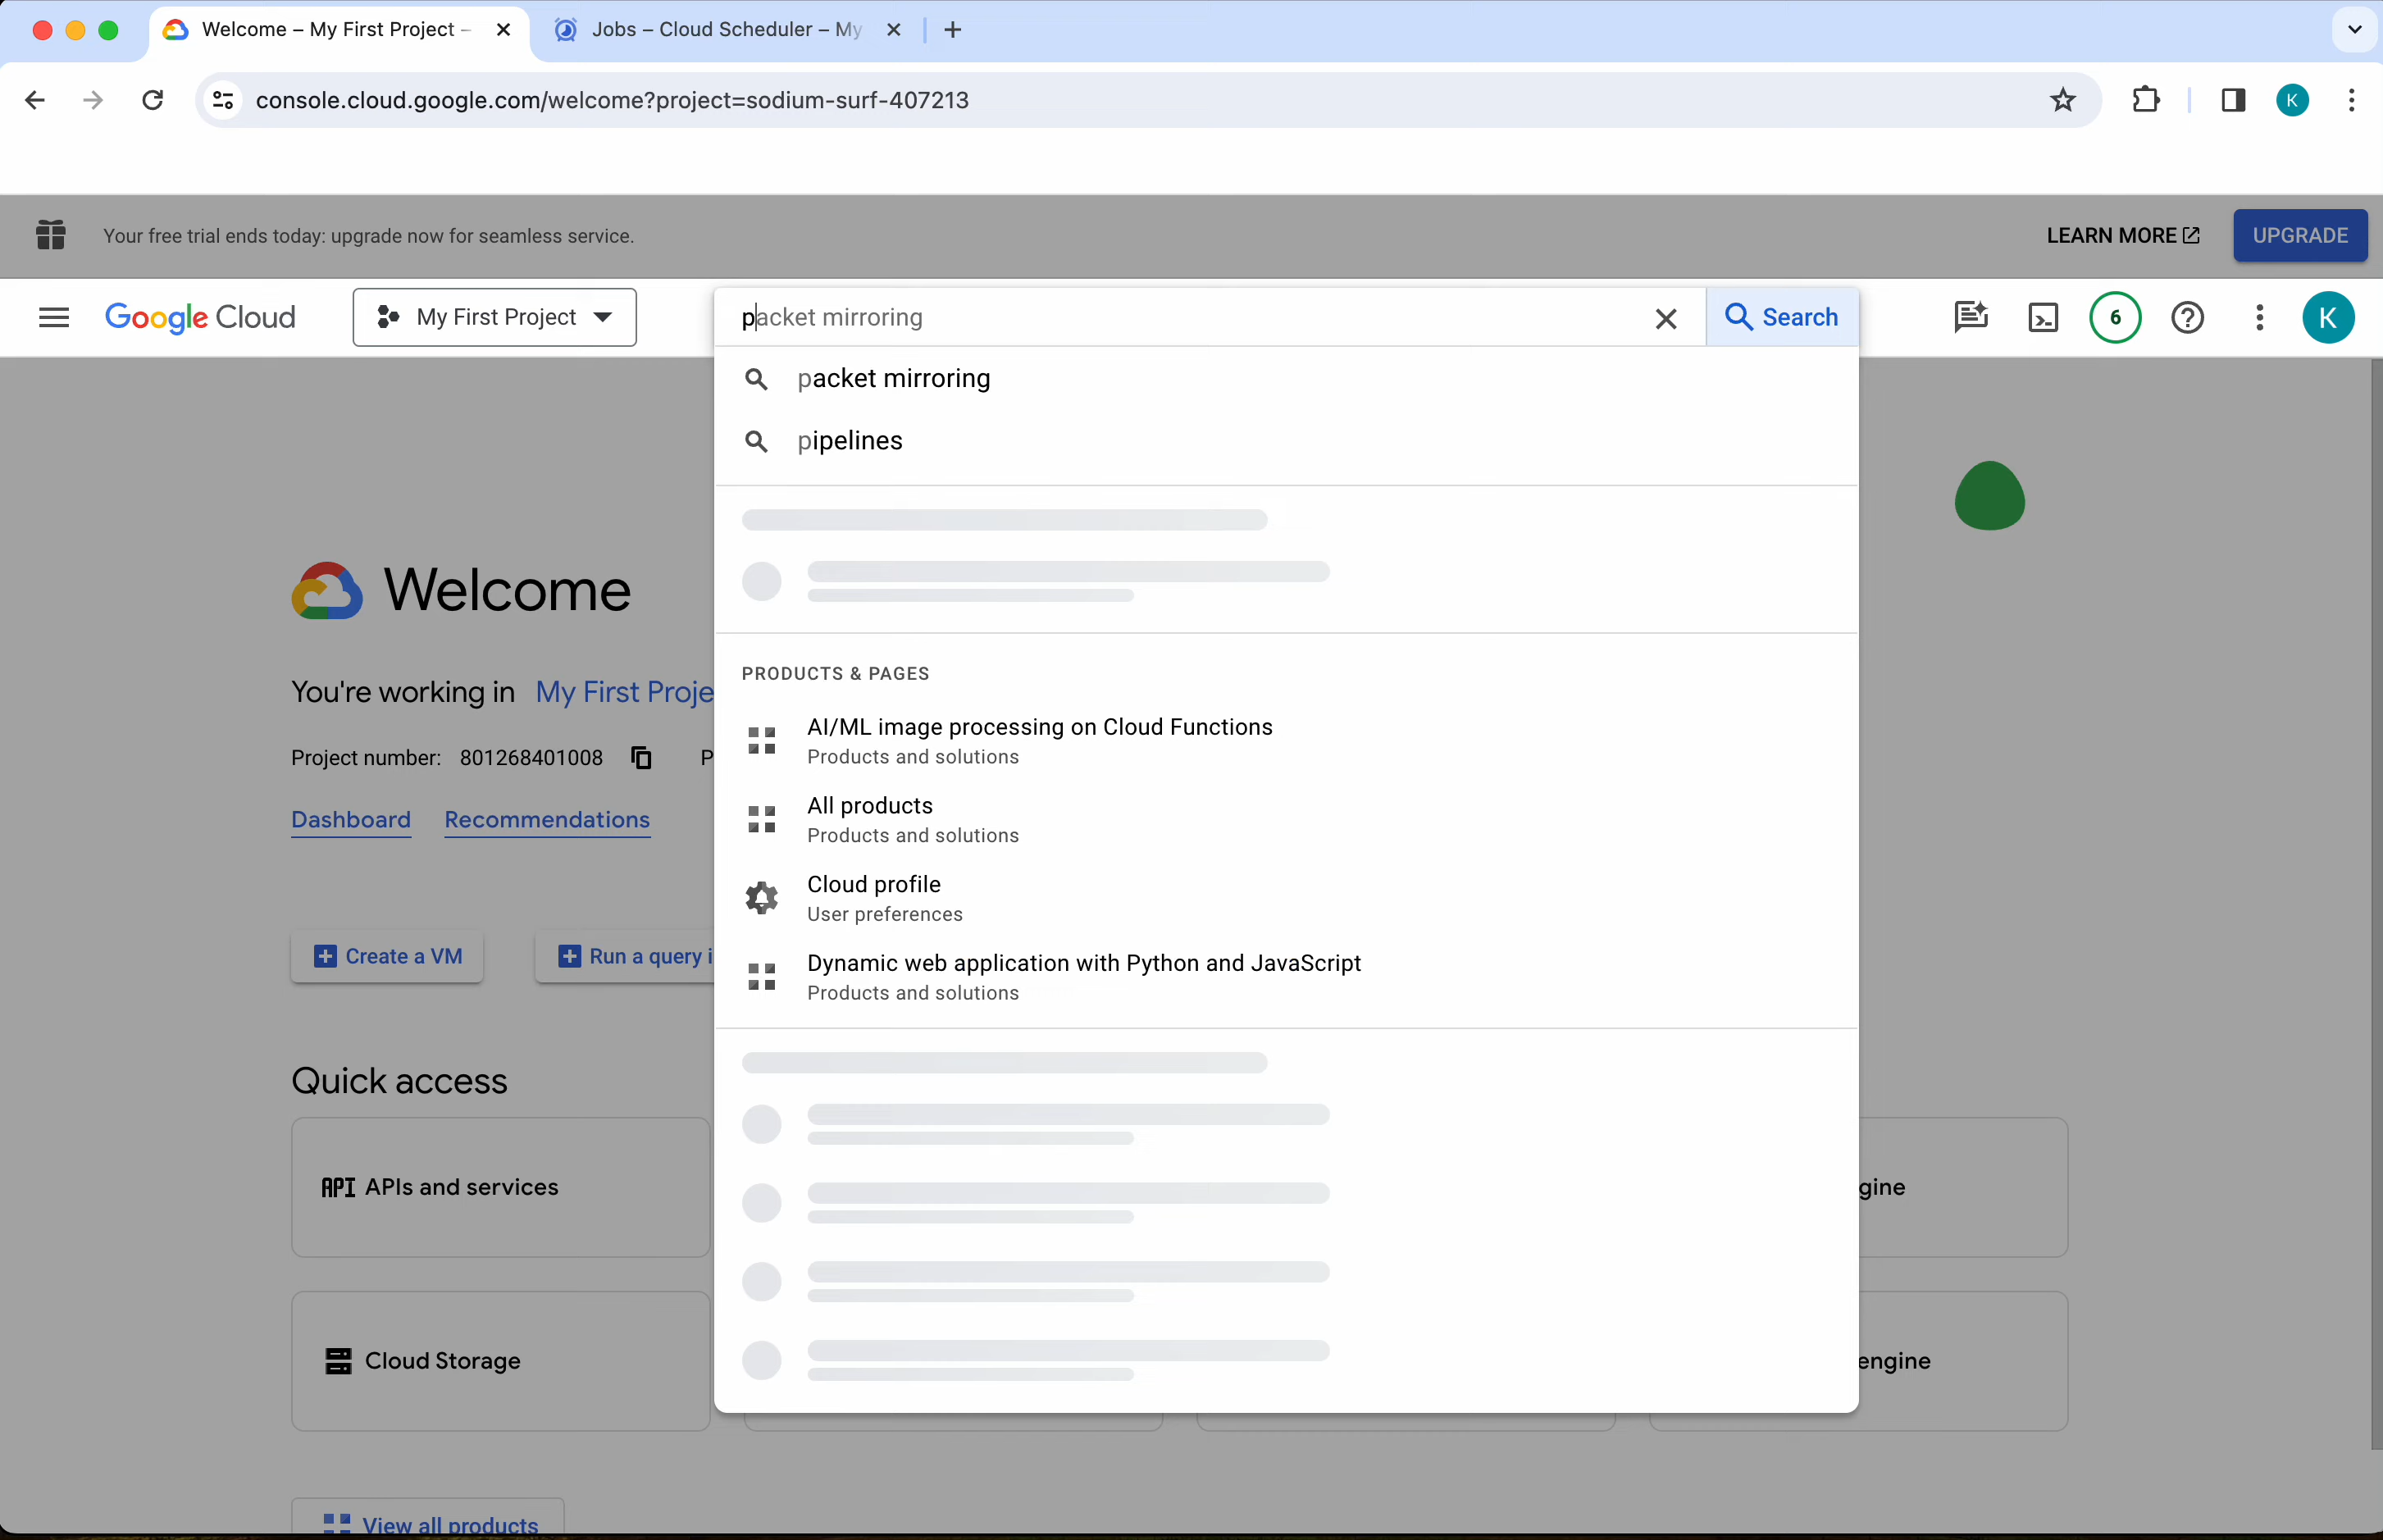 Welcome – My First Project –
Jobs – Cloud Scheduler – My
console.cloud.google.com/welcome?project=sodium-surf-407213
K
Your free trial ends today: upgrade now for seamless service.
LEARN MORE
UPGRADE
Google Cloud
My First Project
packet mirroring
Search
6
K
packet mirroring
pipelines
Welcome
You're working in My First Proje
Project number: 801268401008
P
Dashboard
Recommendations
Create a VM
Run a query i
PRODUCTS & PAGES
AI/ML image processing on Cloud Functions
Products and solutions
All products
Products and solutions
Cloud profile
User preferences
Dynamic web application with Python and JavaScript
Products and solutions
Quick access
API APIs and services
gine
Cloud Storage
engine
View all products